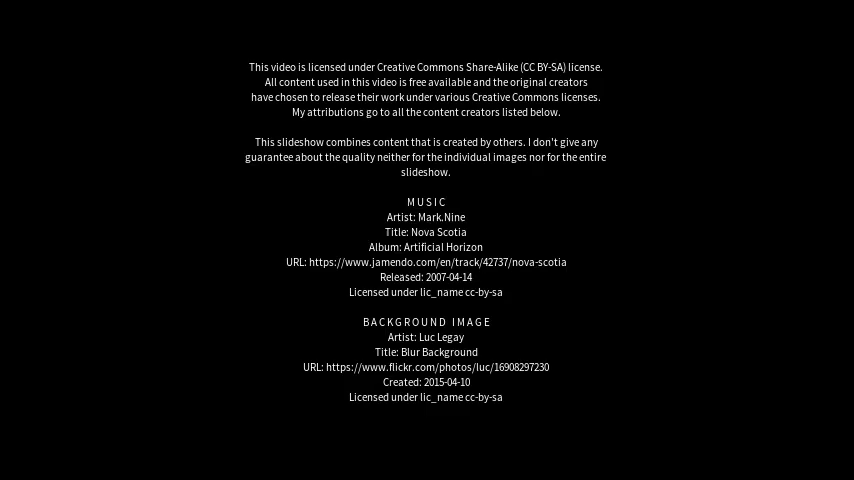 This video is licensed under Creative Commons Share-Alike (CC BY-SA) license.
All content used in this video is free available and the original creators
have chosen to release their work under various Creative Commons licenses.
My attributions go to all the content creators listed below.
This slideshow combines content that is created by others. I don't give any
guarantee about the quality neither for the individual images nor for the entire
slideshow.
MUSIC
Artist: Mark.Nine
Title: Nova Scotia
Album: Artificial Horizon
URL: https://www.jamendo.com/en/track/42737/nova-scotia
Released: 2007-04-14
Licensed under lic_name cc-by-sa
BACKGROUND IMAGE
Artist: Luc Legay
Title: Blur Background
URL: https://www.flickr.com/photos/luc/16908297230
Created: 2015-04-10
Licensed under lic_name cc-by-sa